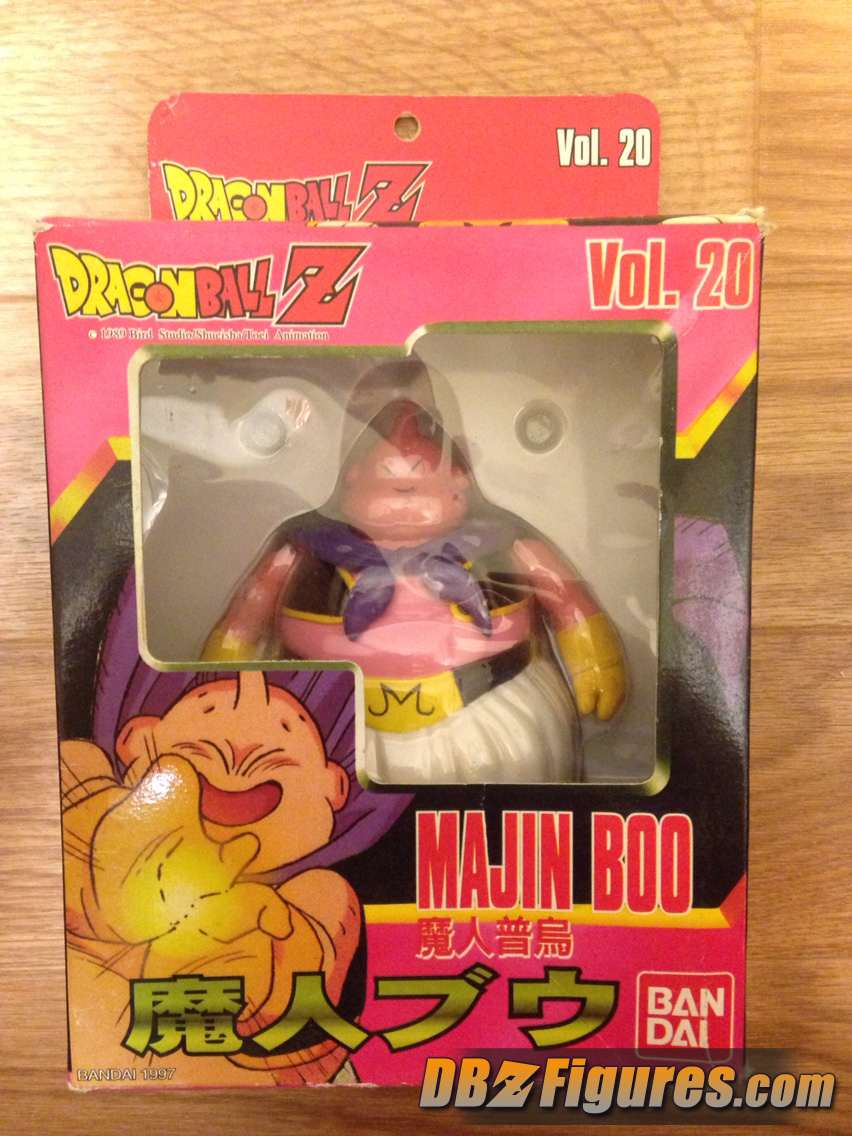 Vol. 20
DRAGON BALL Z
DRAGON BALL Z
Vol. 20
© 1989 Bird Studio/Shueisha/Toei Animation
M
MAJIN BOO
魔人普烏
魔人ブウ
BAN
DAI
BANDAI 1997
DBZFigures.com